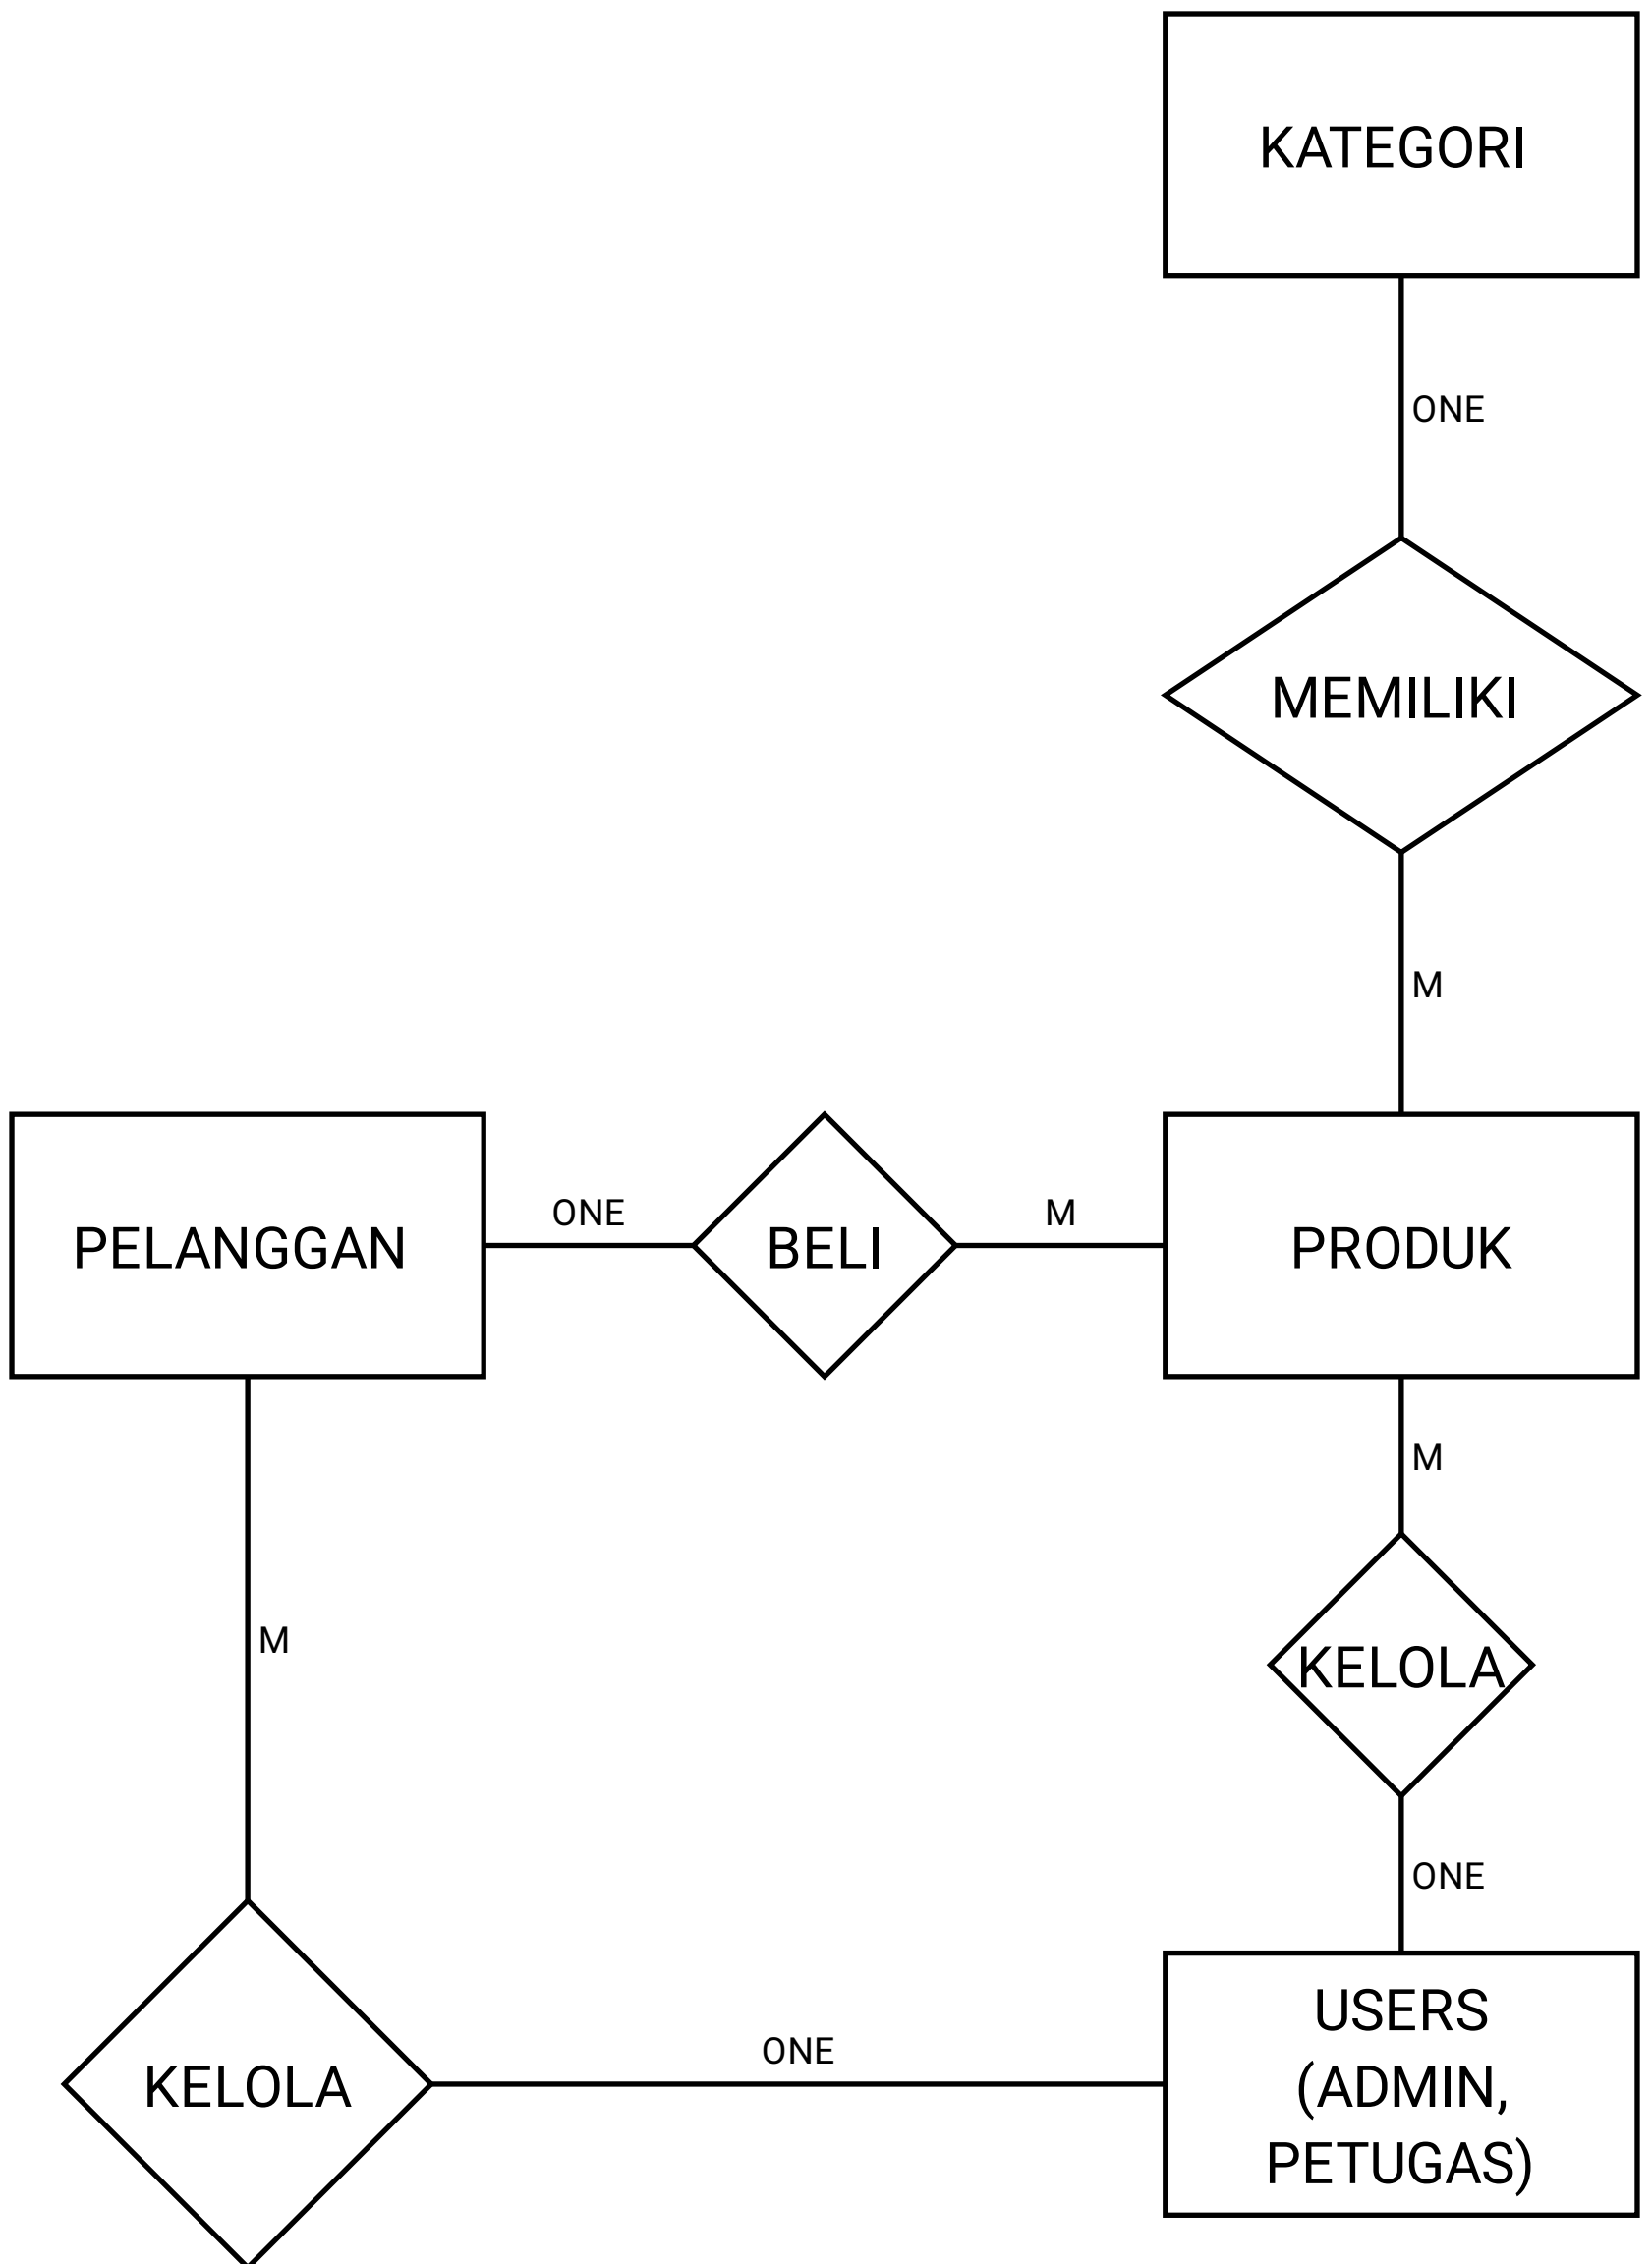 KATEGORI
ONE
MEMILIKI
M
PELANGGAN
ONE
BELI
M
PRODUK
M
M
KELOLA
ONE
KELOLA
ONE
USERS
(ADMIN,
PETUGAS)